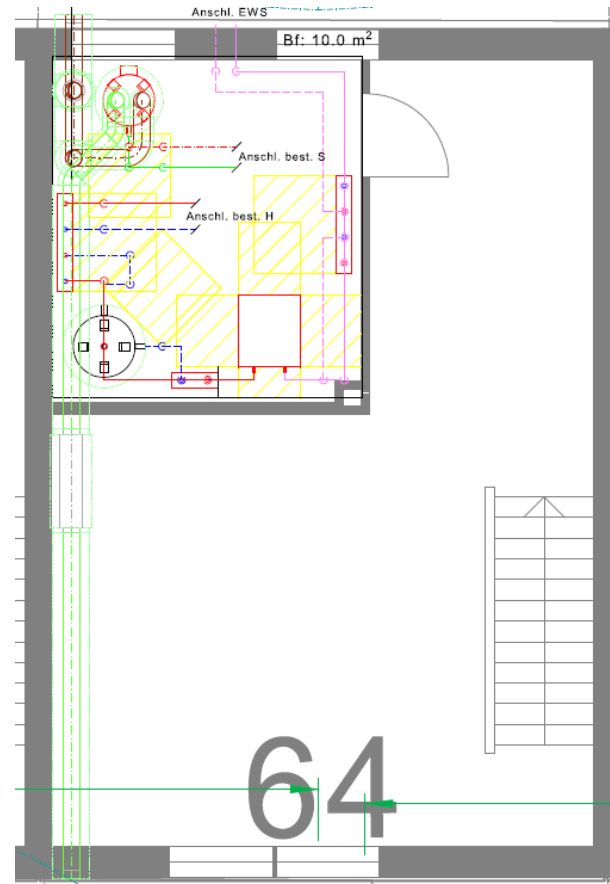 Anschl. EWS
Bf: 10.0 m²
Anschl. best. S
Anschl. best. H
64